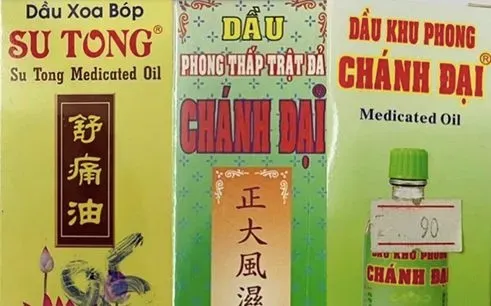 Dầu Xoa Bóp
SU TONG®
Su Tong Medicated Oil
舒痛油
95
DẦU
PHONG THẤP TRẬT ĐẢ
CHÁNH ĐẠI
正大風濕
DẦU KHU PHONG
CHÁNH ĐẠI®
Medicated Oil
90
DẦU KHU PHONG
CHÁNH ĐẠI